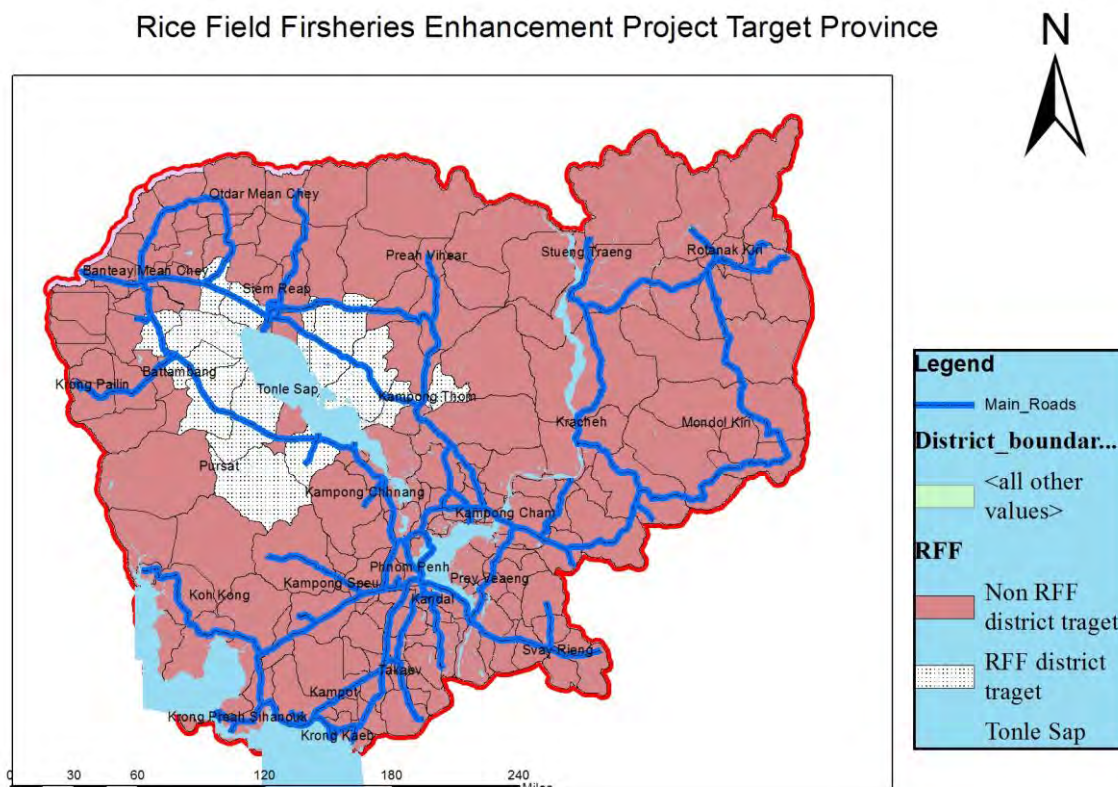 Rice Field Firsheries Enhancement Project Target Province
N
Otdar Mean Chey
Preah Vihear
Stueng Traeng
Rotanak Kiri
Banteay Mean Chey
Siem Reap
Krong Pailin
Battambang
Tonle Sap
Kampong Thom
Kracheh
Mondol Kiri
Pursat
Kampong Chhnang
Kampong Cham
Phnom Penh
Prey Veaeng
Kampong Speu
Koh Kong
Kandal
Svay Rieng
Takaev
Kampot
Krong Preah Sihanouk
Krong Kaeb
0 30 60 120 180 240
Miles
Legend
Main_Roads
District_boundar...
<all other
values>
RFF
Non RFF
district traget
RFF district
traget
Tonle Sap